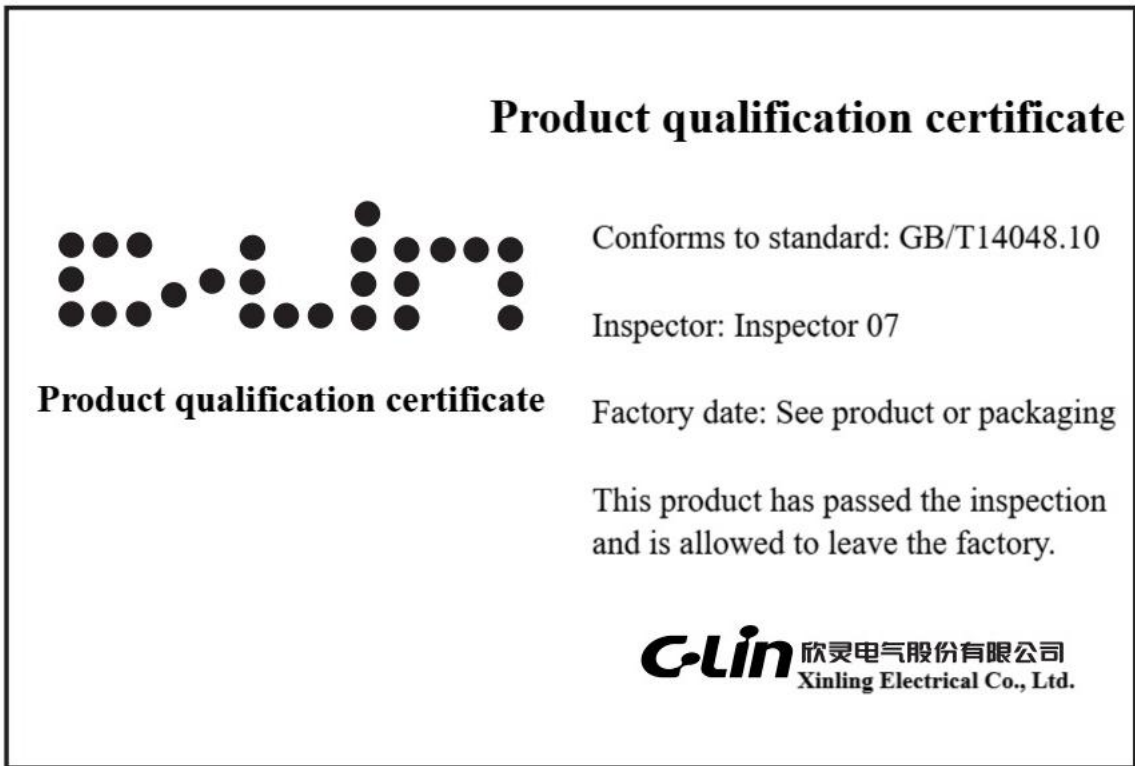 Product qualification certificate
C-Lin
Product qualification certificate
Conforms to standard: GB/T14048.10
Inspector: Inspector 07
Factory date: See product or packaging
This product has passed the inspection
and is allowed to leave the factory.
C-Lin 欣灵电气股份有限公司
Xinling Electrical Co., Ltd.